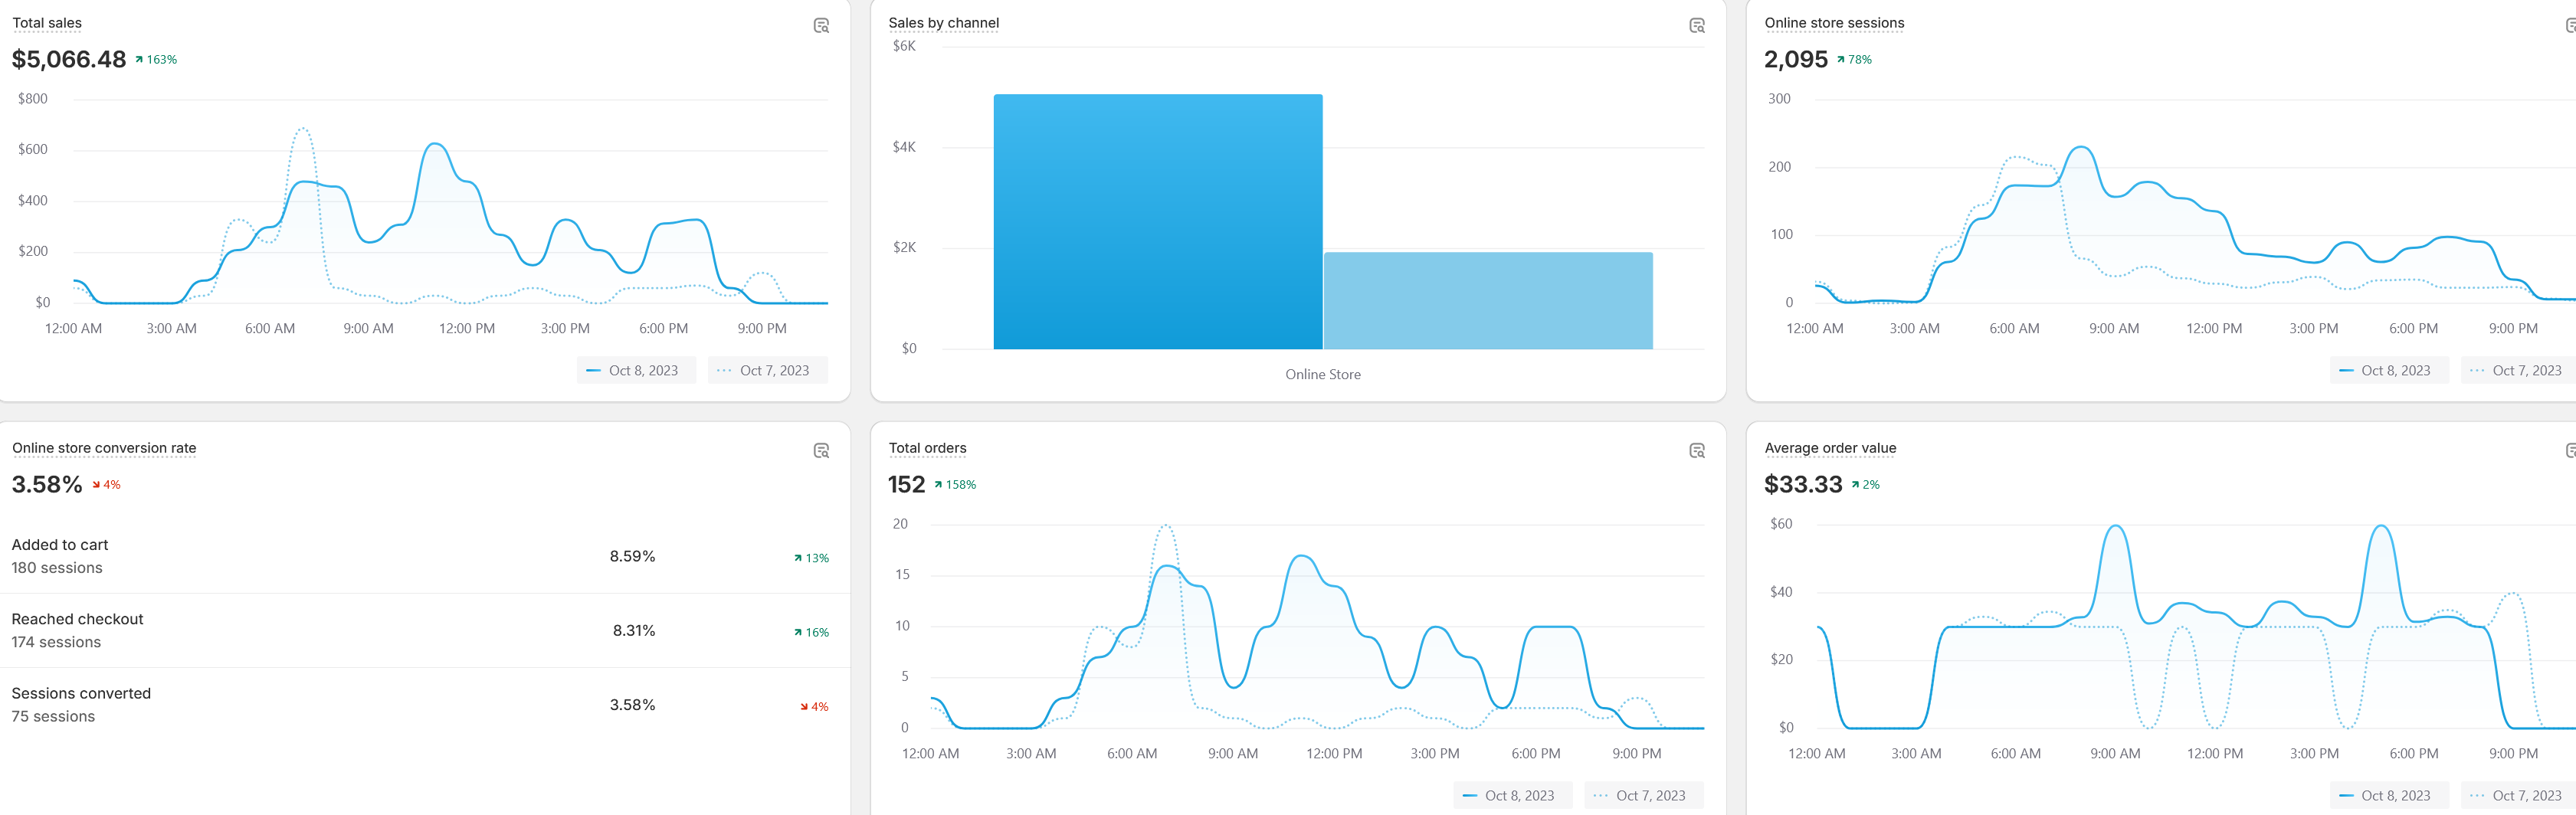 Total sales
$5,066.48 163%
$800
$600
$400
$200
$0
12:00 AM 3:00 AM 6:00 AM 9:00 AM 12:00 PM 3:00 PM 6:00 PM 9:00 PM
Oct 8, 2023 Oct 7, 2023
Sales by channel
$6K
$4K
$2K
$0
Online Store
Online store sessions
2,095 78%
300
200
100
0
12:00 AM 3:00 AM 6:00 AM 9:00 AM 12:00 PM 3:00 PM 6:00 PM 9:00 PM
Oct 8, 2023 Oct 7, 2023
Online store conversion rate
3.58% 4%
Added to cart
180 sessions
8.59% 13%
Reached checkout
174 sessions
8.31% 16%
Sessions converted
75 sessions
3.58% 4%
Total orders
152 158%
20
15
10
5
0
12:00 AM 3:00 AM 6:00 AM 9:00 AM 12:00 PM 3:00 PM 6:00 PM 9:00 PM
Oct 8, 2023 Oct 7, 2023
Average order value
$33.33 2%
$60
$40
$20
$0
12:00 AM 3:00 AM 6:00 AM 9:00 AM 12:00 PM 3:00 PM 6:00 PM 9:00 PM
Oct 8, 2023 Oct 7, 2023